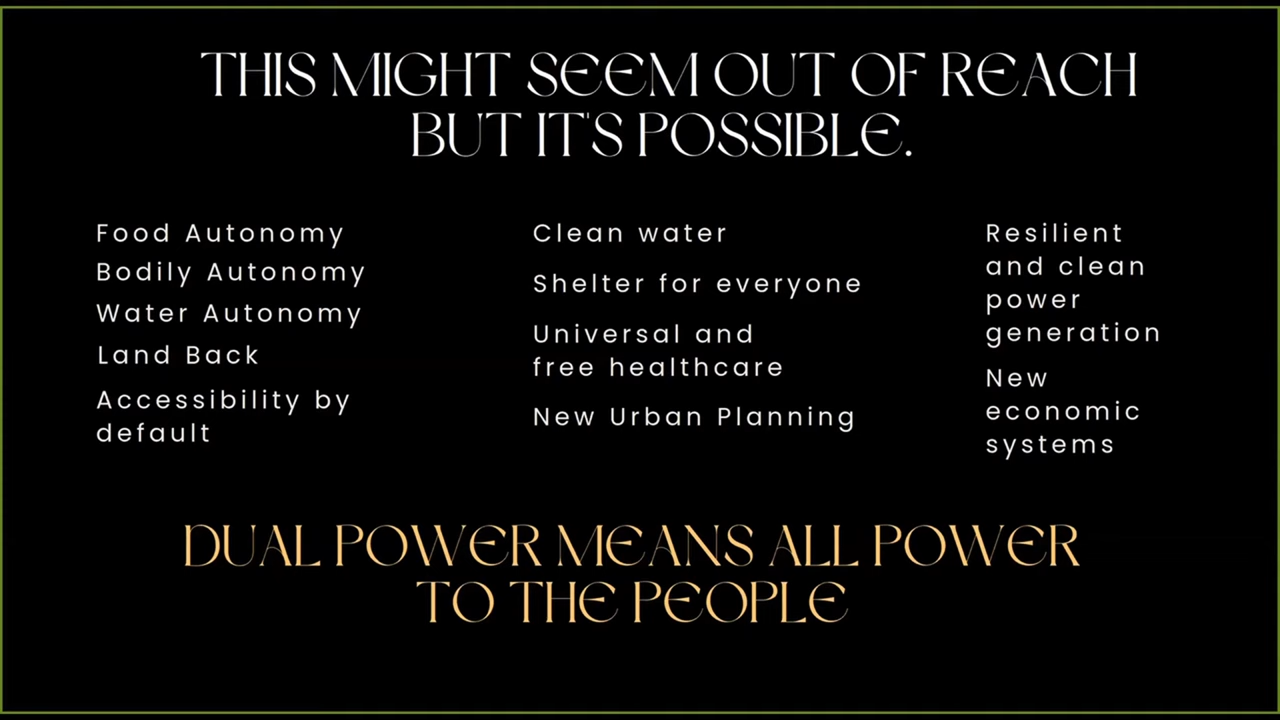 THIS MIGHT SEEM OUT OF REACH
BUT IT'S POSSIBLE.
Food Autonomy
Bodily Autonomy
Water Autonomy
Land Back
Accessibility by
default
Clean water
Shelter for everyone
Universal and
free healthcare
New Urban Planning
Resilient
and clean
power
generation
New
economic
systems
DUAL POWER MEANS ALL POWER
TO THE PEOPLE